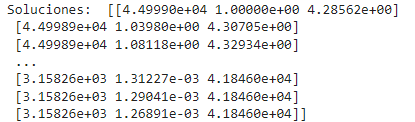 Soluciones:  [[4.49990e+04 1.00000e+00 4.28562e+00]
 [4.49989e+04 1.03980e+00 4.30705e+00]
 [4.49989e+04 1.08118e+00 4.32934e+00]
 ...
 [3.15826e+03 1.31227e-03 4.18460e+04]
 [3.15826e+03 1.29041e-03 4.18460e+04]
 [3.15826e+03 1.26891e-03 4.18460e+04]]